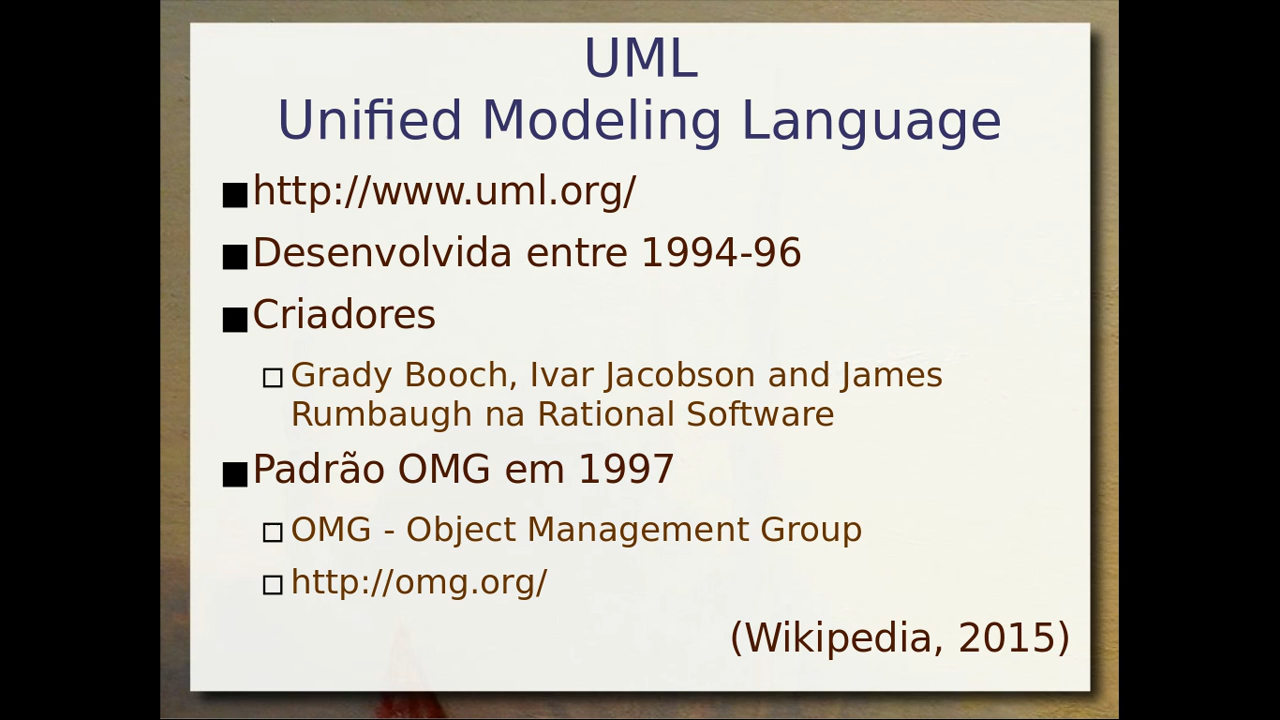 UML
Unified Modeling Language
http://www.uml.org/
Desenvolvida entre 1994-96
Criadores
Grady Booch, Ivar Jacobson and James
Rumbaugh na Rational Software
Padrão OMG em 1997
OMG - Object Management Group
http://omg.org/
(Wikipedia, 2015)